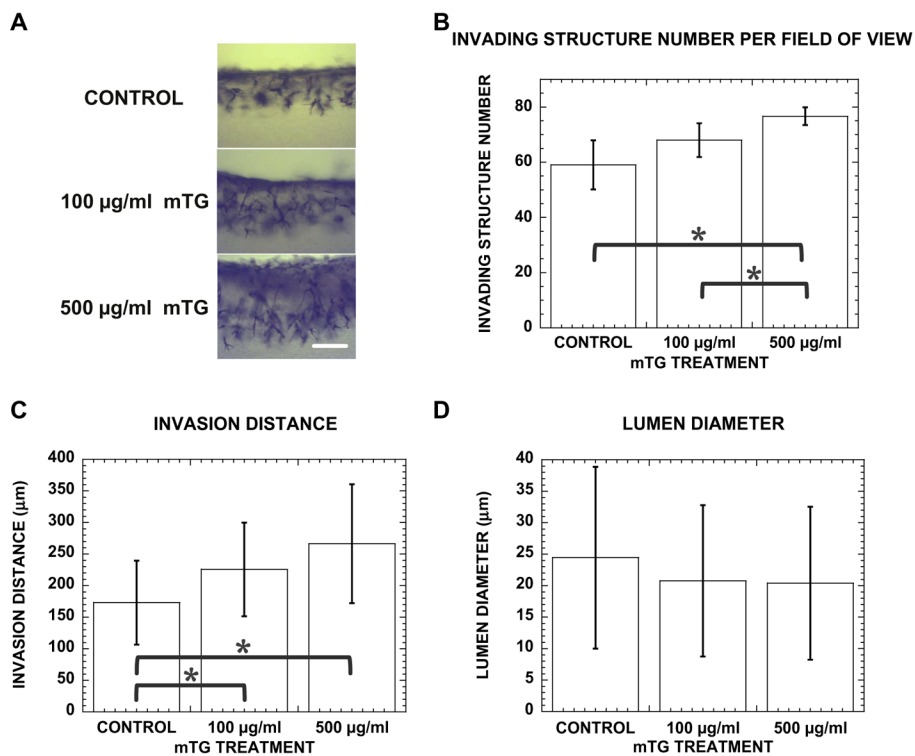 A
CONTROL
100 µg/ml mTG
500 µg/ml mTG
B
INVADING STRUCTURE NUMBER PER FIELD OF VIEW
INVADING STRUCTURE NUMBER
80
60
40
20
0
*
*
CONTROL 100 µg/ml 500 µg/ml
mTG TREATMENT
C
INVASION DISTANCE
INVASION DISTANCE (µm)
400
350
300
250
200
150
100
50
0
*
*
CONTROL 100 µg/ml 500 µg/ml
mTG TREATMENT
D
LUMEN DIAMETER
LUMEN DIAMETER (µm)
40
35
30
25
20
15
10
5
0
CONTROL 100 µg/ml 500 µg/ml
mTG TREATMENT